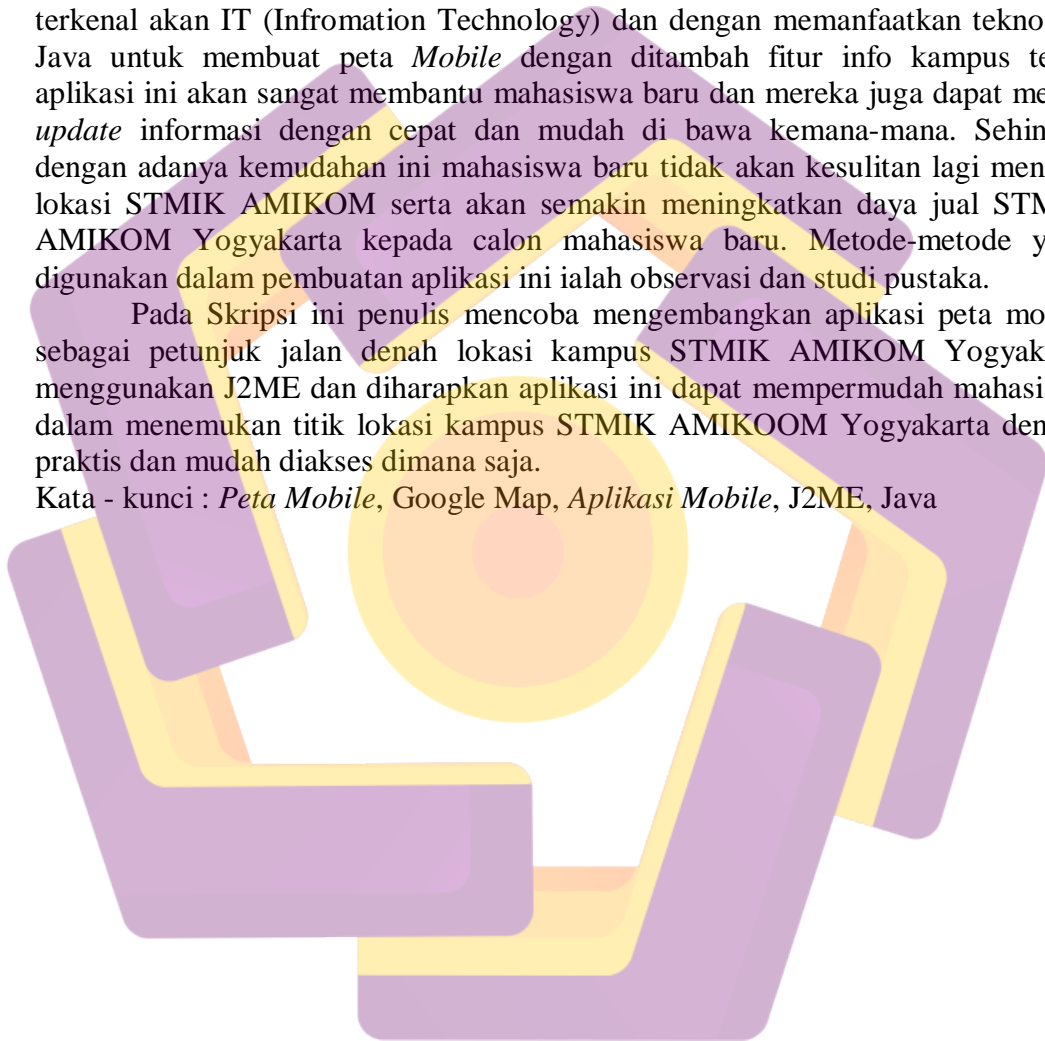 terkenal akan IT (Infromation Technology) dan dengan memanfaatkan tekno
Java untuk membuat peta Mobile dengan ditambah fitur info kampus te
aplikasi ini akan sangat membantu mahasiswa baru dan mereka juga dapat me
update informasi dengan cepat dan mudah di bawa kemana-mana. Sehin
dengan adanya kemudahan ini mahasiswa baru tidak akan kesulitan lagi men
lokasi STMIK AMIKOM serta akan semakin meningkatkan daya jual STM
AMIKOM Yogyakarta kepada calon mahasiswa baru. Metode-metode y
digunakan dalam pembuatan aplikasi ini ialah observasi dan studi pustaka.
Pada Skripsi ini penulis mencoba mengembangkan aplikasi peta mo
sebagai petunjuk jalan denah lokasi kampus STMIK AMIKOM Yogyak
menggunakan J2ME dan diharapkan aplikasi ini dapat mempermudah mahasi
dalam menemukan titik lokasi kampus STMIK AMIKOOM Yogyakarta den
praktis dan mudah diakses dimana saja.
Kata - kunci : Peta Mobile, Google Map, Aplikasi Mobile, J2ME, Java